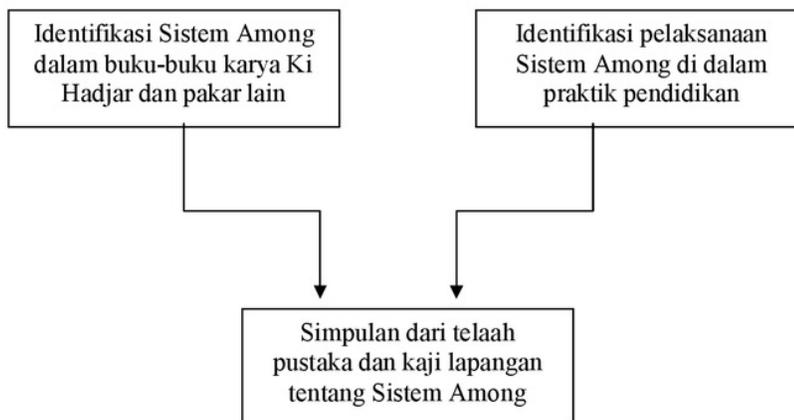 Identifikasi Sistem Among
dalam buku-buku karya Ki
Hadjar dan pakar lain
Identifikasi pelaksanaan
Sistem Among di dalam
praktik pendidikan
Simpulan dari telaah
pustaka dan kaji lapangan
tentang Sistem Among